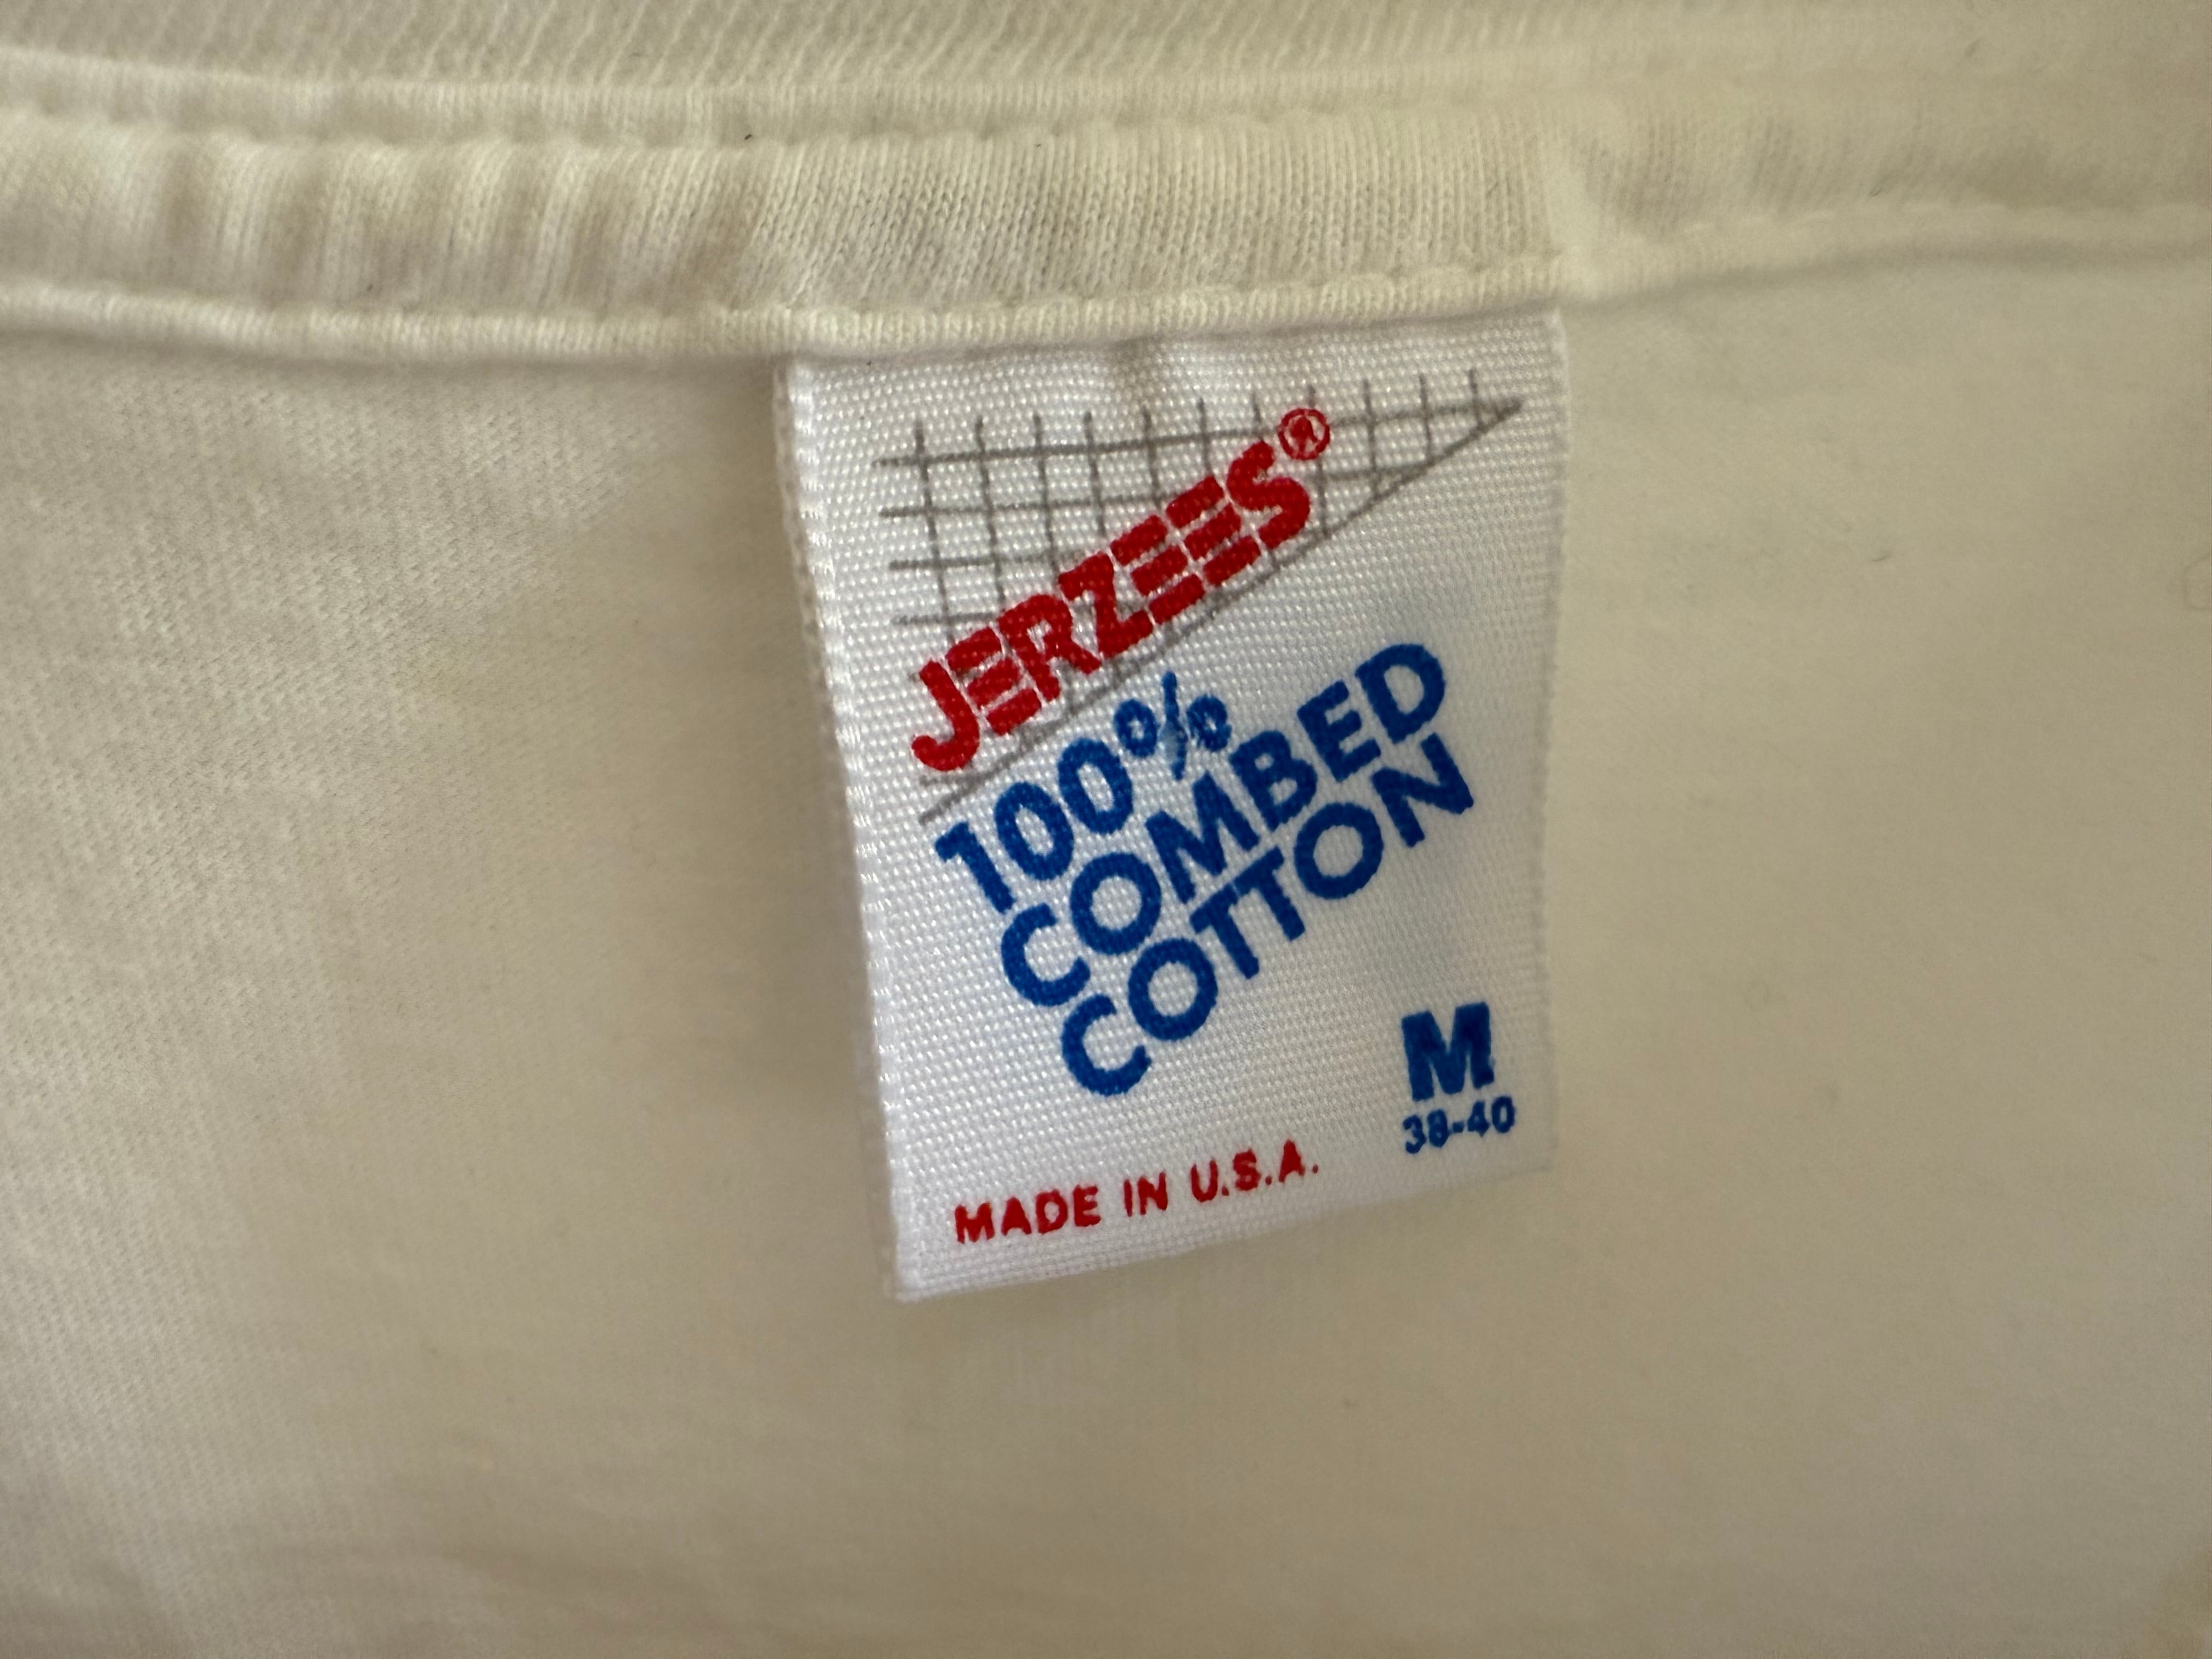 JERZEES®
100%
COMBED
COTTON
M
38-40
MADE IN U.S.A.